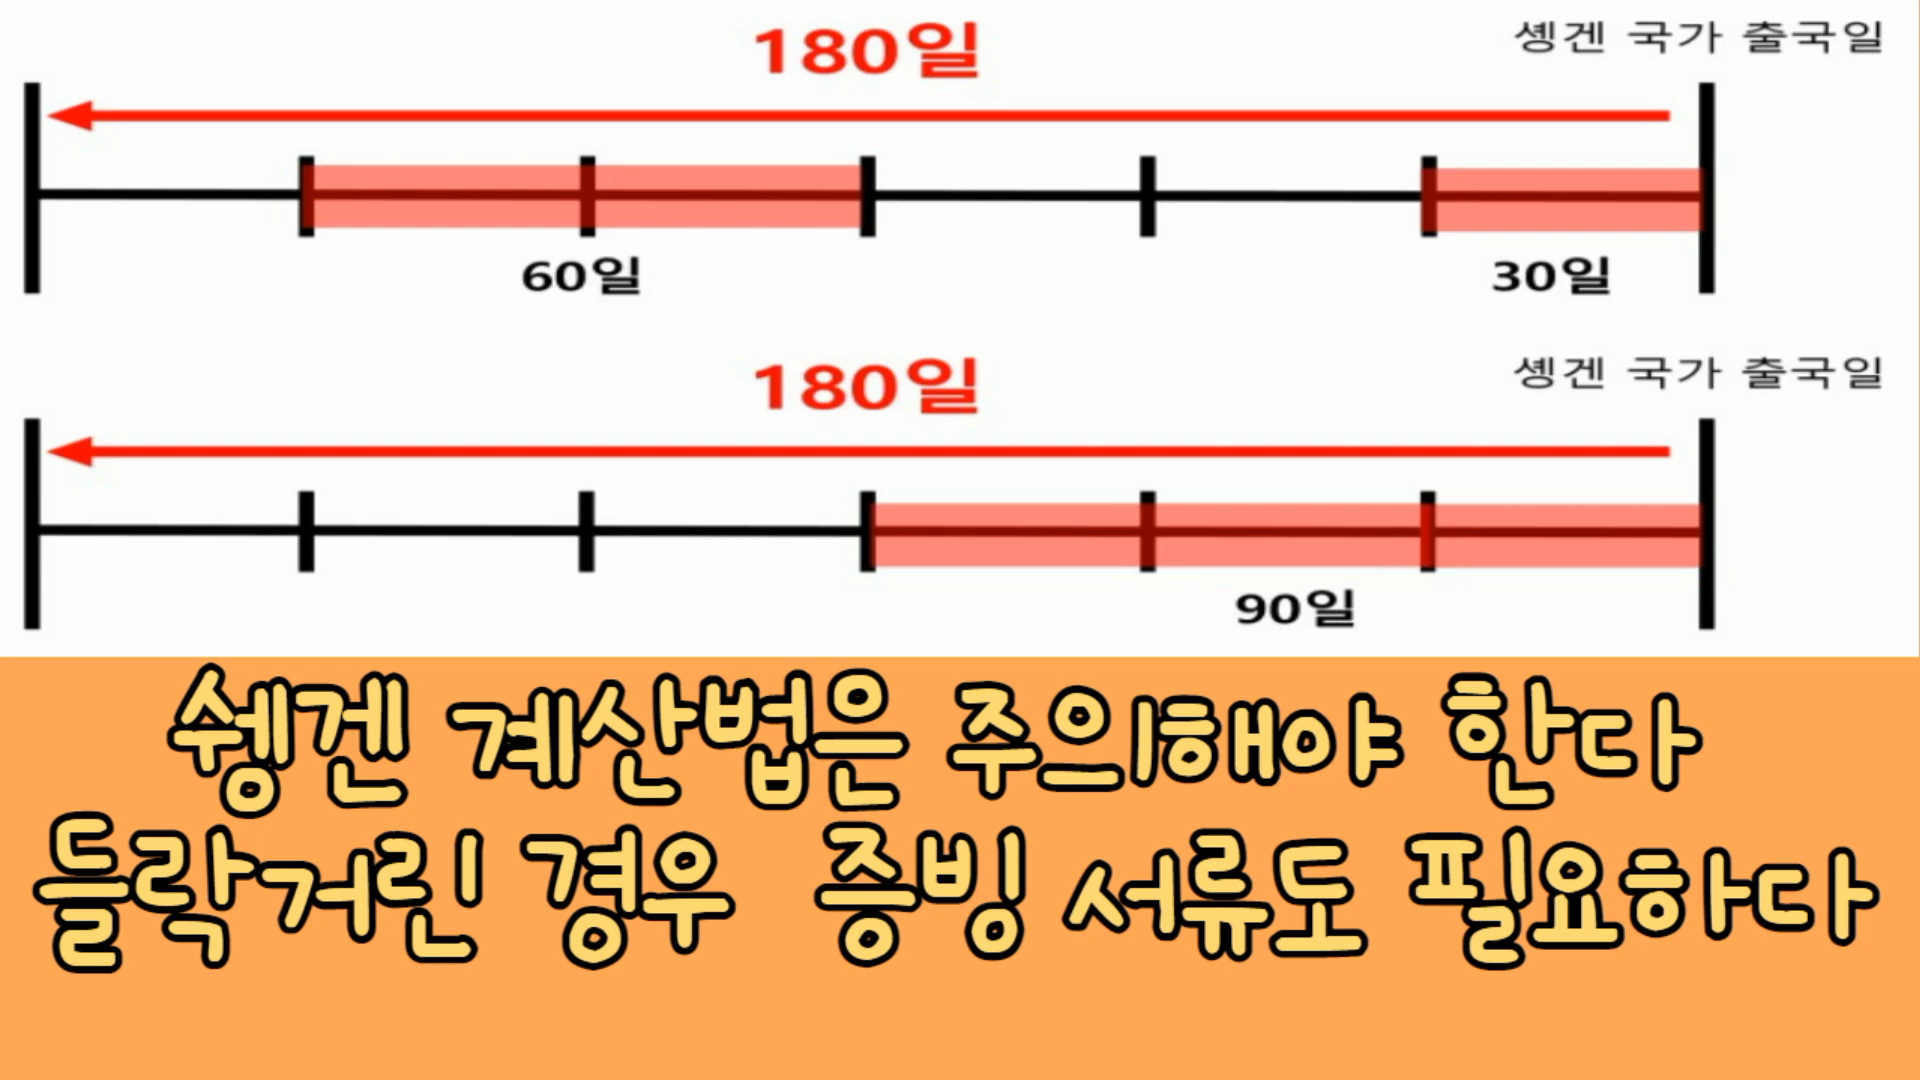 180일
솅겐 국가 출국일
60일
30일
180일
솅겐 국가 출국일
90일
쉥겐 계산법은 주의해야 한다
들락거린 경우 증빙 서류도 필요하다